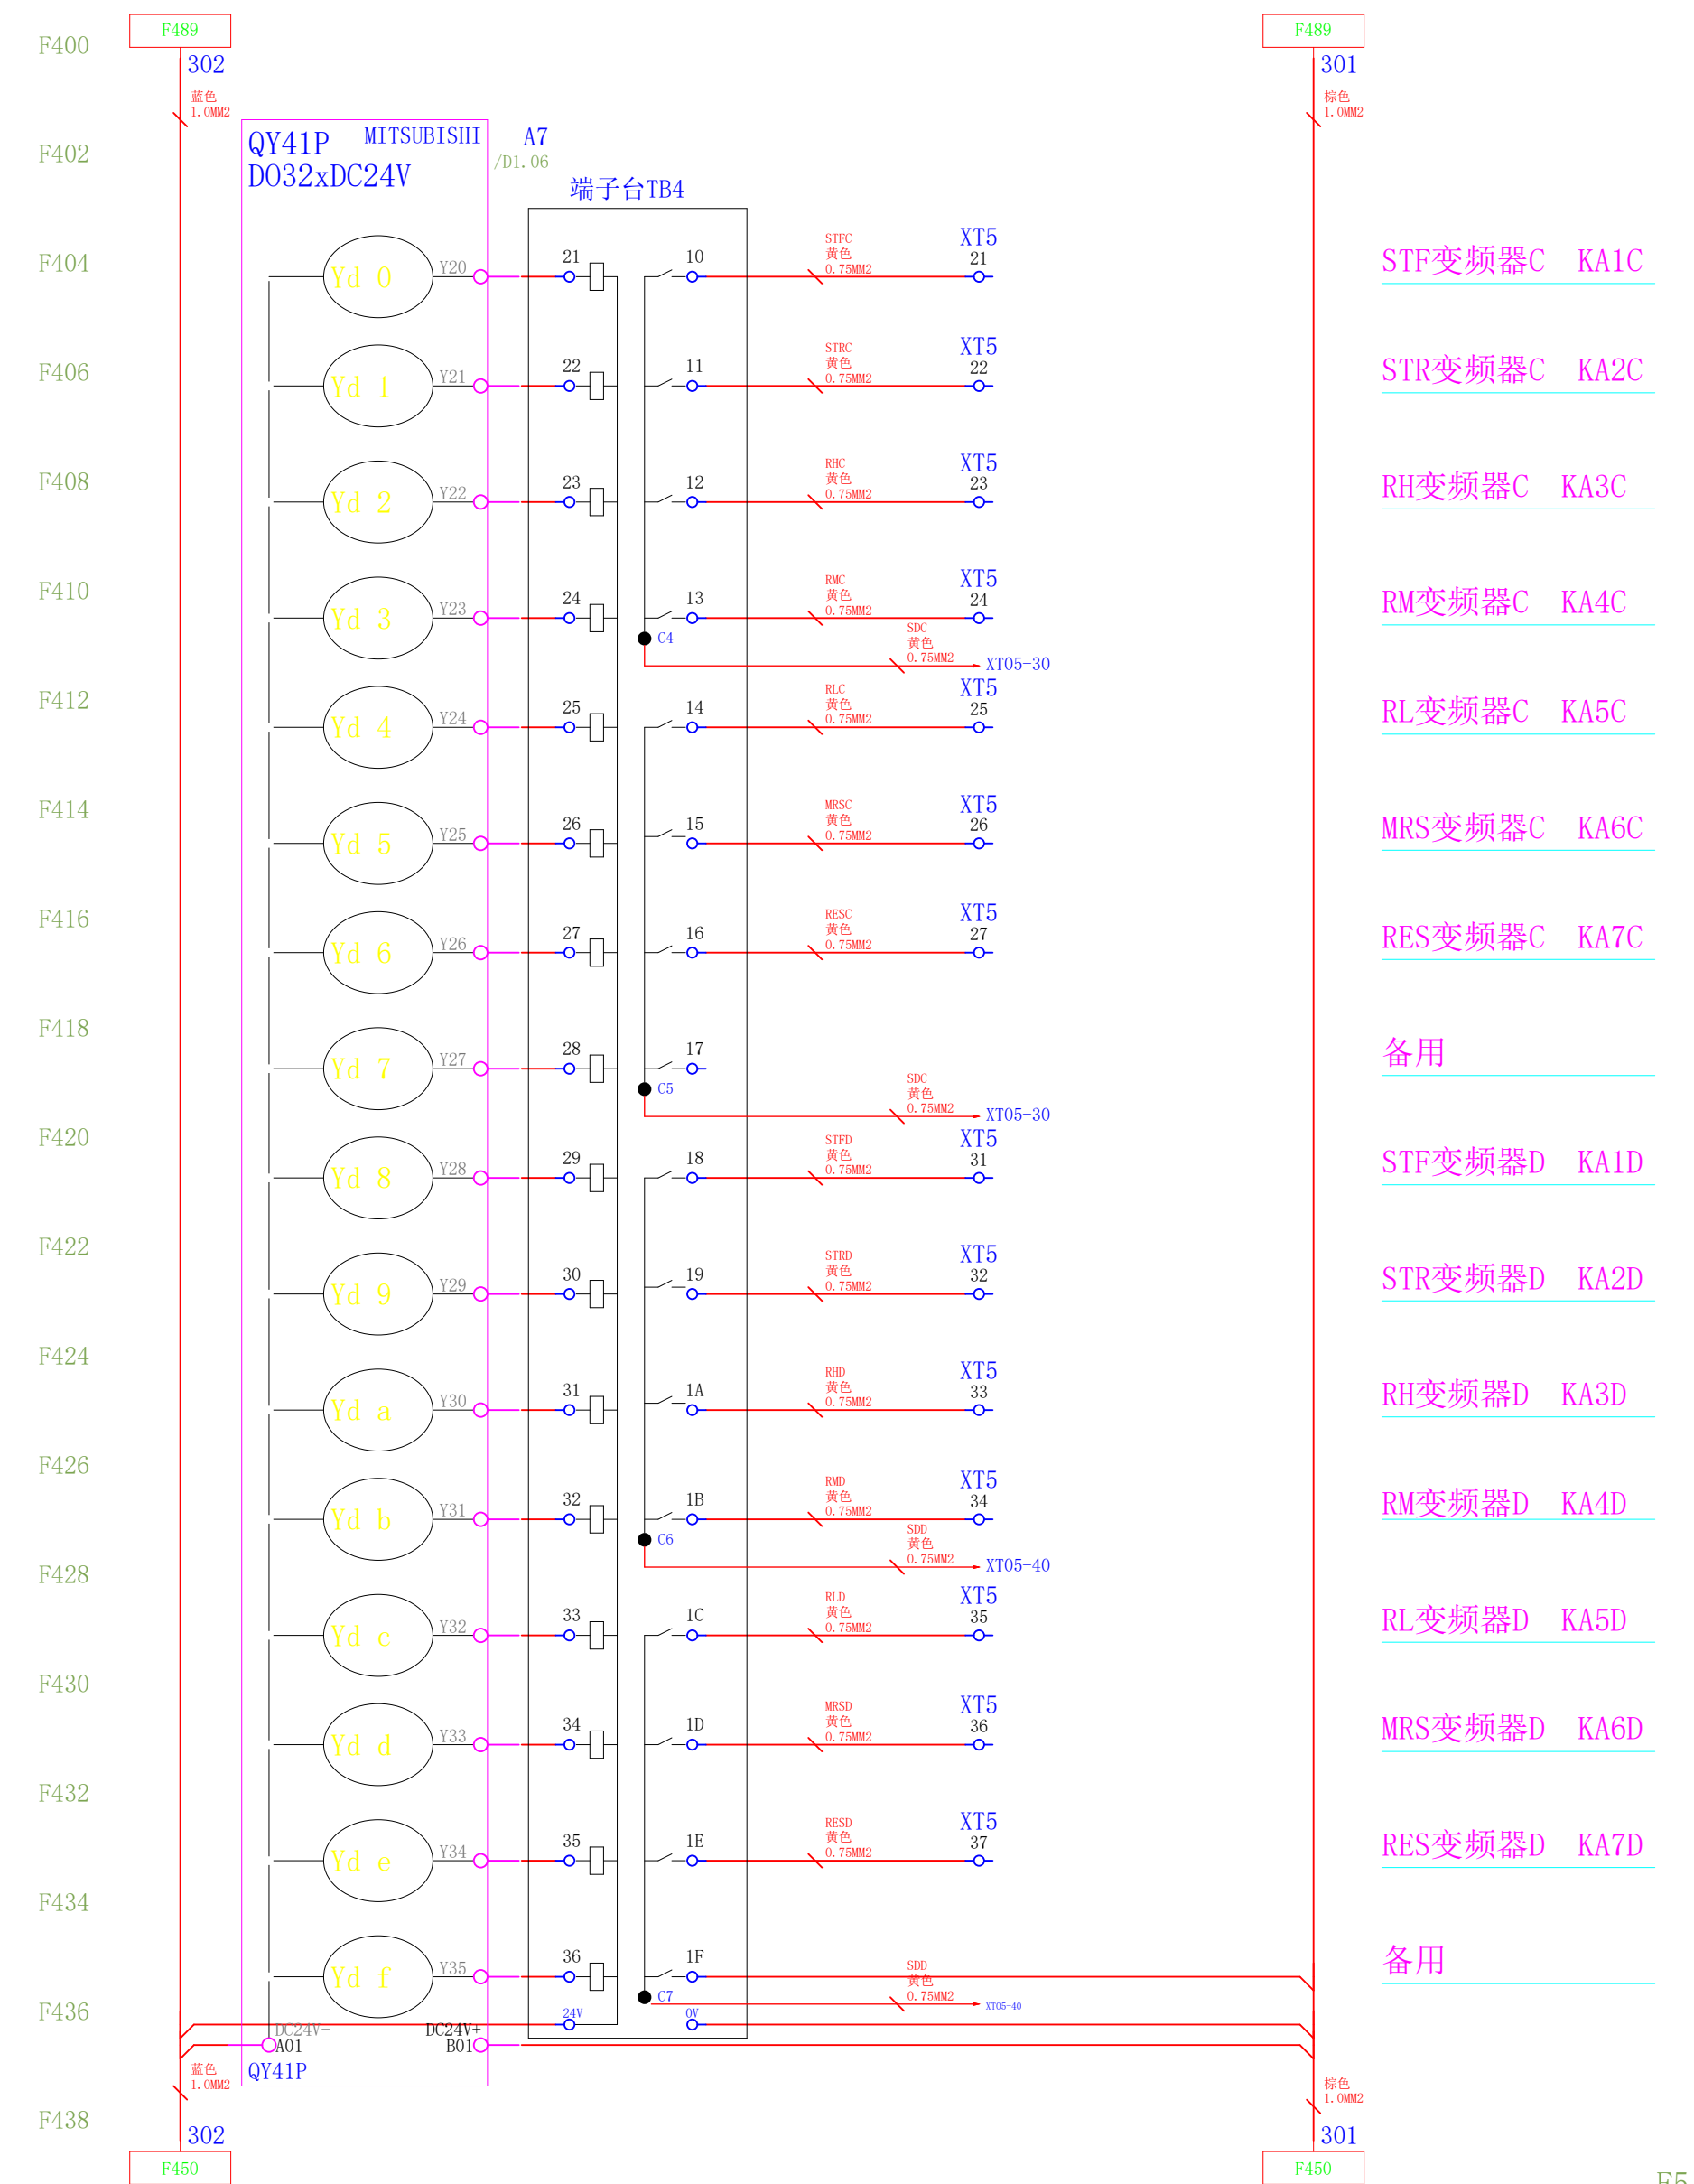 F489
F489
F400
302
301
蓝色
1.0MM2
棕色
1.0MM2
QY41P
MITSUBISHI
A7
F402
/D1.06
DO32xDC24V
端子台TB4
F404
Yd 0
Y20
21
10
STFC
黄色
0.75MM2
XT5
21
STF变频器C KA1C
F406
Yd 1
Y21
22
11
STRC
黄色
0.75MM2
XT5
22
STR变频器C KA2C
F408
Yd 2
Y22
23
12
RHC
黄色
0.75MM2
XT5
23
RH变频器C KA3C
F410
Yd 3
Y23
24
13
RMC
黄色
0.75MM2
XT5
24
RM变频器C KA4C
C4
SDC
黄色
0.75MM2
XT05-30
F412
Yd 4
Y24
25
14
RLC
黄色
0.75MM2
XT5
25
RL变频器C KA5C
F414
Yd 5
Y25
26
15
MRSC
黄色
0.75MM2
XT5
26
MRS变频器C KA6C
F416
Yd 6
Y26
27
16
RESC
黄色
0.75MM2
XT5
27
RES变频器C KA7C
F418
Yd 7
Y27
28
17
备用
C5
SDC
黄色
0.75MM2
XT05-30
F420
Yd 8
Y28
29
18
STFD
黄色
0.75MM2
XT5
31
STF变频器D KA1D
F422
Yd 9
Y29
30
19
STRD
黄色
0.75MM2
XT5
32
STR变频器D KA2D
F424
Yd a
Y30
31
1A
RHD
黄色
0.75MM2
XT5
33
RH变频器D KA3D
F426
Yd b
Y31
32
1B
RMD
黄色
0.75MM2
XT5
34
RM变频器D KA4D
C6
SDD
黄色
0.75MM2
XT05-40
F428
Yd c
Y32
33
1C
RLD
黄色
0.75MM2
XT5
35
RL变频器D KA5D
F430
Yd d
Y33
34
1D
MRSD
黄色
0.75MM2
XT5
36
MRS变频器D KA6D
F432
Yd e
Y34
35
1E
RESD
黄色
0.75MM2
XT5
37
RES变频器D KA7D
F434
Yd f
Y35
36
1F
备用
C7
SDD
黄色
0.75MM2
XT05-40
F436
24V
0V
DC24V-
DC24V+
A01
B01
QY41P
蓝色
1.0MM2
棕色
1.0MM2
F438
302
301
F450
F450